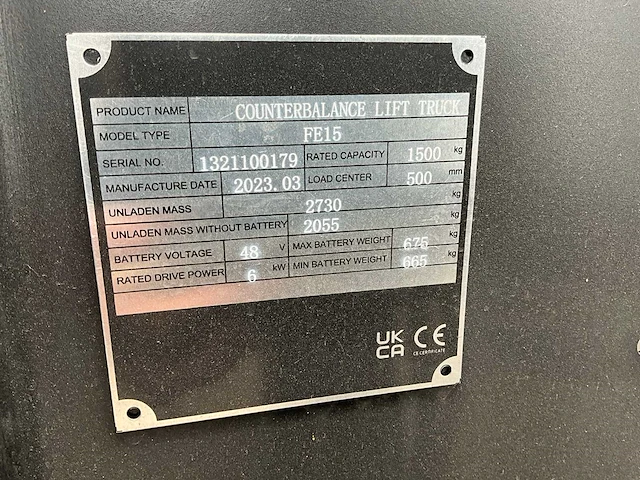 PRODUCT NAME COUNTERBALANCE LIFT TRUCK
MODEL TYPE FE15
SERIAL NO. 1321100179 RATED CAPACITY 1500 kg
MANUFACTURE DATE 2023.03 LOAD CENTER 500 mm
UNLADEN MASS 2730 kg
UNLADEN MASS WITHOUT BATTERY 2055 kg
BATTERY VOLTAGE 48 V MAX BATTERY WEIGHT 675 kg
RATED DRIVE POWER 6 kW MIN BATTERY WEIGHT 665 kg
UK CA CE
CE CERTIFICATE